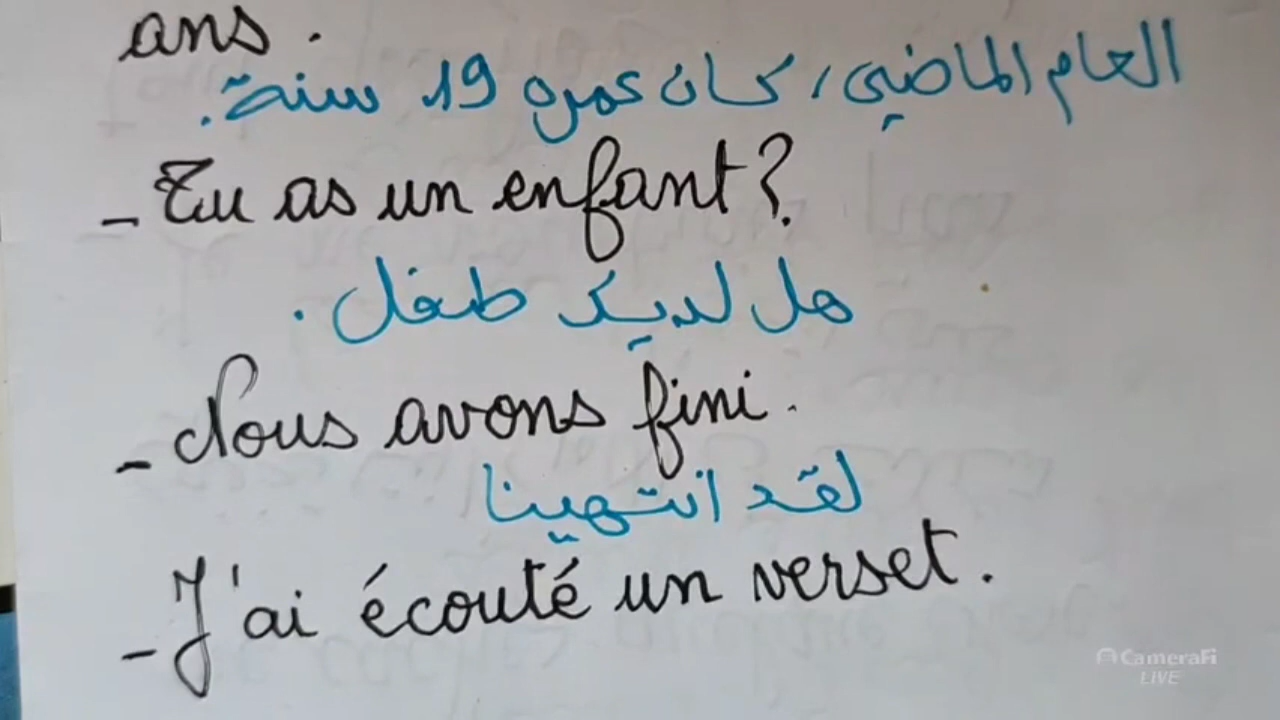 ans.
العام الماضي، كان عمره 19 سنة.
- Tu as un enfant?
هل لديك طفل.
- Nous avons fini.
لقد انتهينا
- J'ai écouté un verset.
CameraFi
LIVE